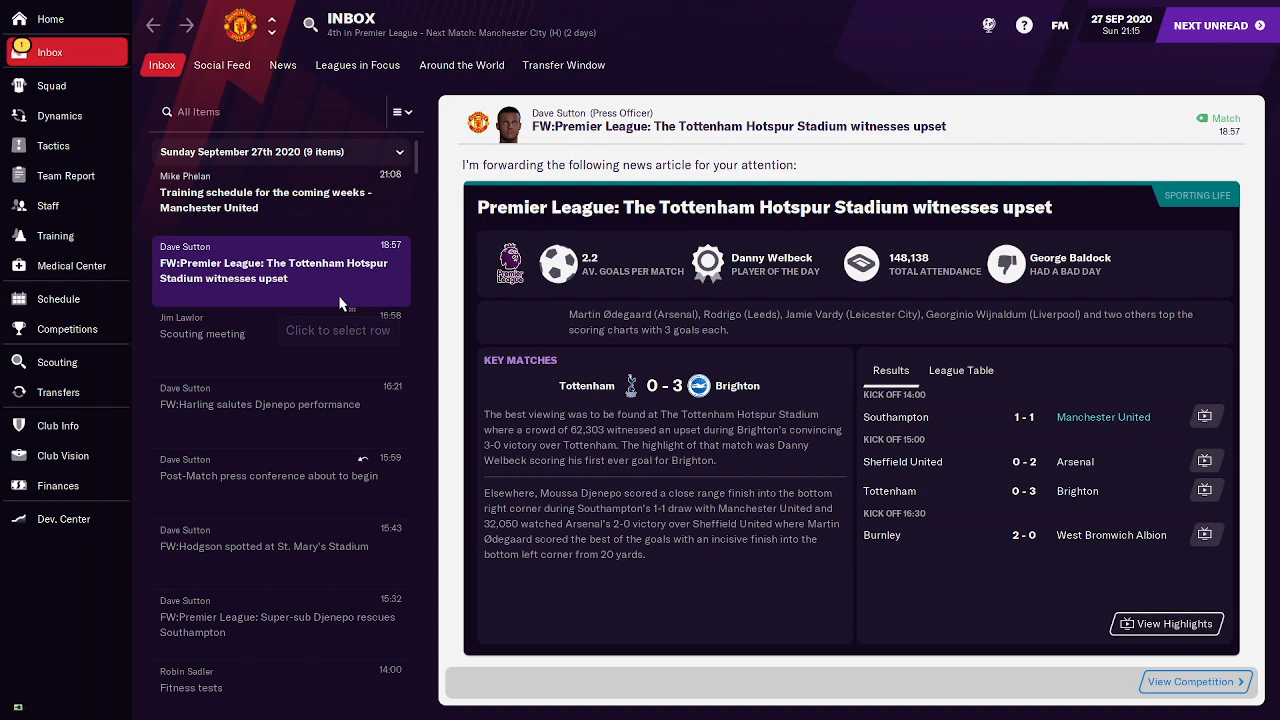 Home
1
Inbox
Squad
Dynamics
Tactics
Team Report
Staff
Training
Medical Center
Schedule
Competitions
Scouting
Transfers
Club Info
Club Vision
Finances
Dev. Center
INBOX
4th in Premier League - Next Match: Manchester City (H) (2 days)
FM
27 SEP 2020
Sun 21:15
NEXT UNREAD
Inbox Social Feed News Leagues in Focus Around the World Transfer Window
All Items
Sunday September 27th 2020 (9 items)
Mike Phelan 21:08
Training schedule for the coming weeks -
Manchester United
Dave Sutton 18:57
FW:Premier League: The Tottenham Hotspur
Stadium witnesses upset
Jim Lawlor 16:58
Scouting meeting
Click to select row
Dave Sutton 16:21
FW:Harling salutes Djenepo performance
Dave Sutton 15:59
Post-Match press conference about to begin
Dave Sutton 15:43
FW:Hodgson spotted at St. Mary's Stadium
Dave Sutton 15:32
FW:Premier League: Super-sub Djenepo rescues
Southampton
Robin Sadler 14:00
Fitness tests
Dave Sutton (Press Officer)
FW:Premier League: The Tottenham Hotspur Stadium witnesses upset
Match
18:57
I'm forwarding the following news article for your attention:
SPORTING LIFE
Premier League: The Tottenham Hotspur Stadium witnesses upset
2.2
AV. GOALS PER MATCH
Danny Welbeck
PLAYER OF THE DAY
148,138
TOTAL ATTENDANCE
George Baldock
HAD A BAD DAY
Martin Ødegaard (Arsenal), Rodrigo (Leeds), Jamie Vardy (Leicester City), Georginio Wijnaldum (Liverpool) and two others top the
scoring charts with 3 goals each.
KEY MATCHES
Tottenham 0 - 3 Brighton
The best viewing was to be found at The Tottenham Hotspur Stadium
where a crowd of 62,303 witnessed an upset during Brighton's convincing
3-0 victory over Tottenham. The highlight of that match was Danny
Welbeck scoring his first ever goal for Brighton.
Elsewhere, Moussa Djenepo scored a close range finish into the bottom
right corner during Southampton's 1-1 draw with Manchester United and
32,050 watched Arsenal's 2-0 victory over Sheffield United where Martin
Ødegaard scored the best of the goals with an incisive finish into the
bottom left corner from 20 yards.
Results League Table
KICK OFF 14:00
Southampton 1 - 1 Manchester United
KICK OFF 15:00
Sheffield United 0 - 2 Arsenal
Tottenham 0 - 3 Brighton
KICK OFF 16:30
Burnley 2 - 0 West Bromwich Albion
View Highlights
View Competition